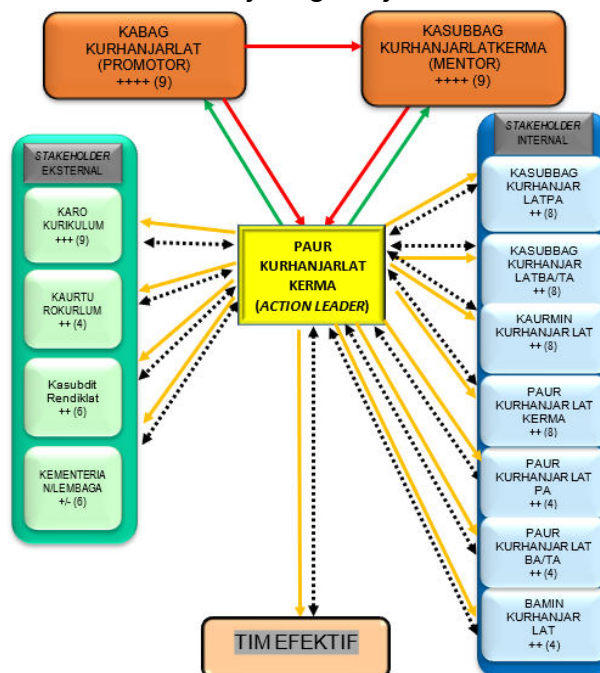 KABAG
KURHANJARLAT
(PROMOTOR)
++++ (9)
KASUBBAG
KURHANJARLATKERMA
(MENTOR)
++++ (9)
STAKEHOLDER
EKSTERNAL
KARO
KURIKULUM
+++ (9)
KAURTU
ROKURLUM
++ (4)
Kasubdit
Rendiklat
++ (6)
KEMENTERIA
N/LEMBAGA
+/- (6)
PAUR
KURHANJARLAT
KERMA
(ACTION LEADER)
STAKEHOLDER
INTERNAL
KASUBBAG
KURHANJAR
LATPA
++ (8)
KASUBBAG
KURHANJAR
LATBA/TA
++ (8)
KAURMIN
KURHANJAR LAT
++ (8)
PAUR
KURHANJAR LAT
KERMA
++ (8)
PAUR
KURHANJAR LAT
PA
++ (4)
PAUR
KURHANJAR LAT
BA/TA
++ (4)
BAMIN
KURHANJAR
LAT
++ (4)
TIM EFEKTIF